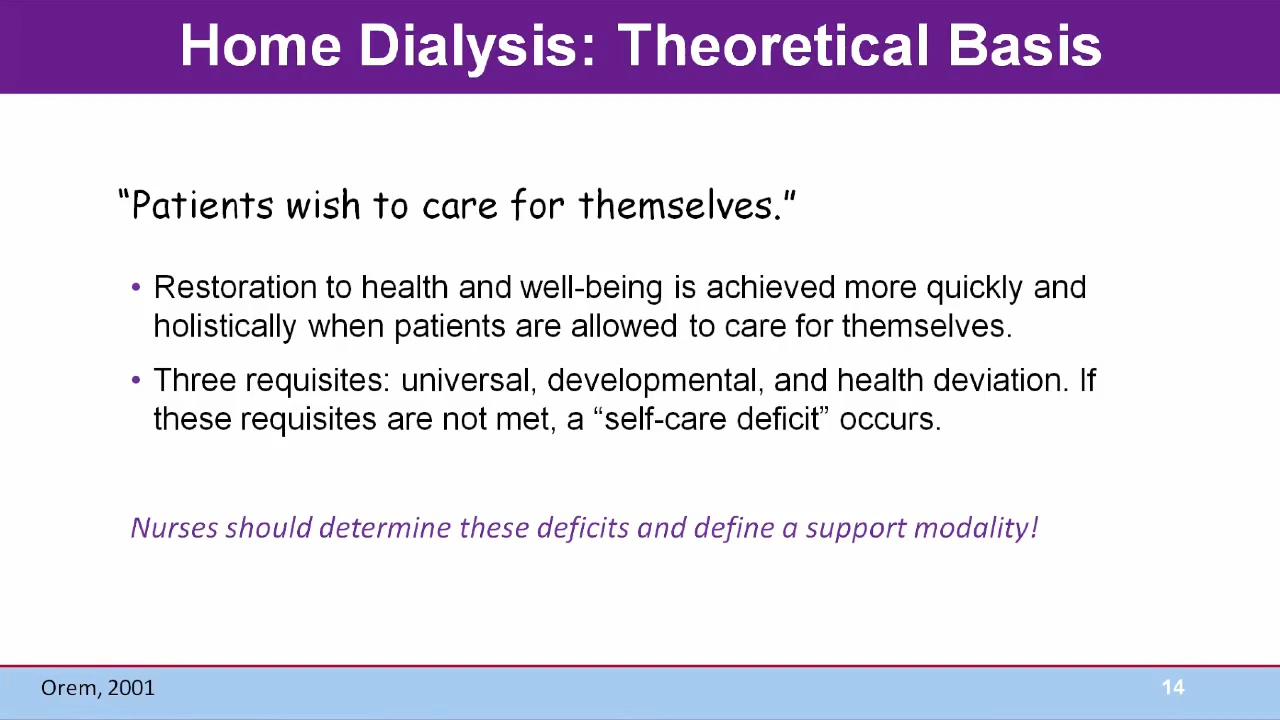 Home Dialysis: Theoretical Basis
“Patients wish to care for themselves.”
• Restoration to health and well-being is achieved more quickly and
holistically when patients are allowed to care for themselves.
• Three requisites: universal, developmental, and health deviation. If
these requisites are not met, a “self-care deficit” occurs.
Nurses should determine these deficits and define a support modality!
Orem, 2001
14